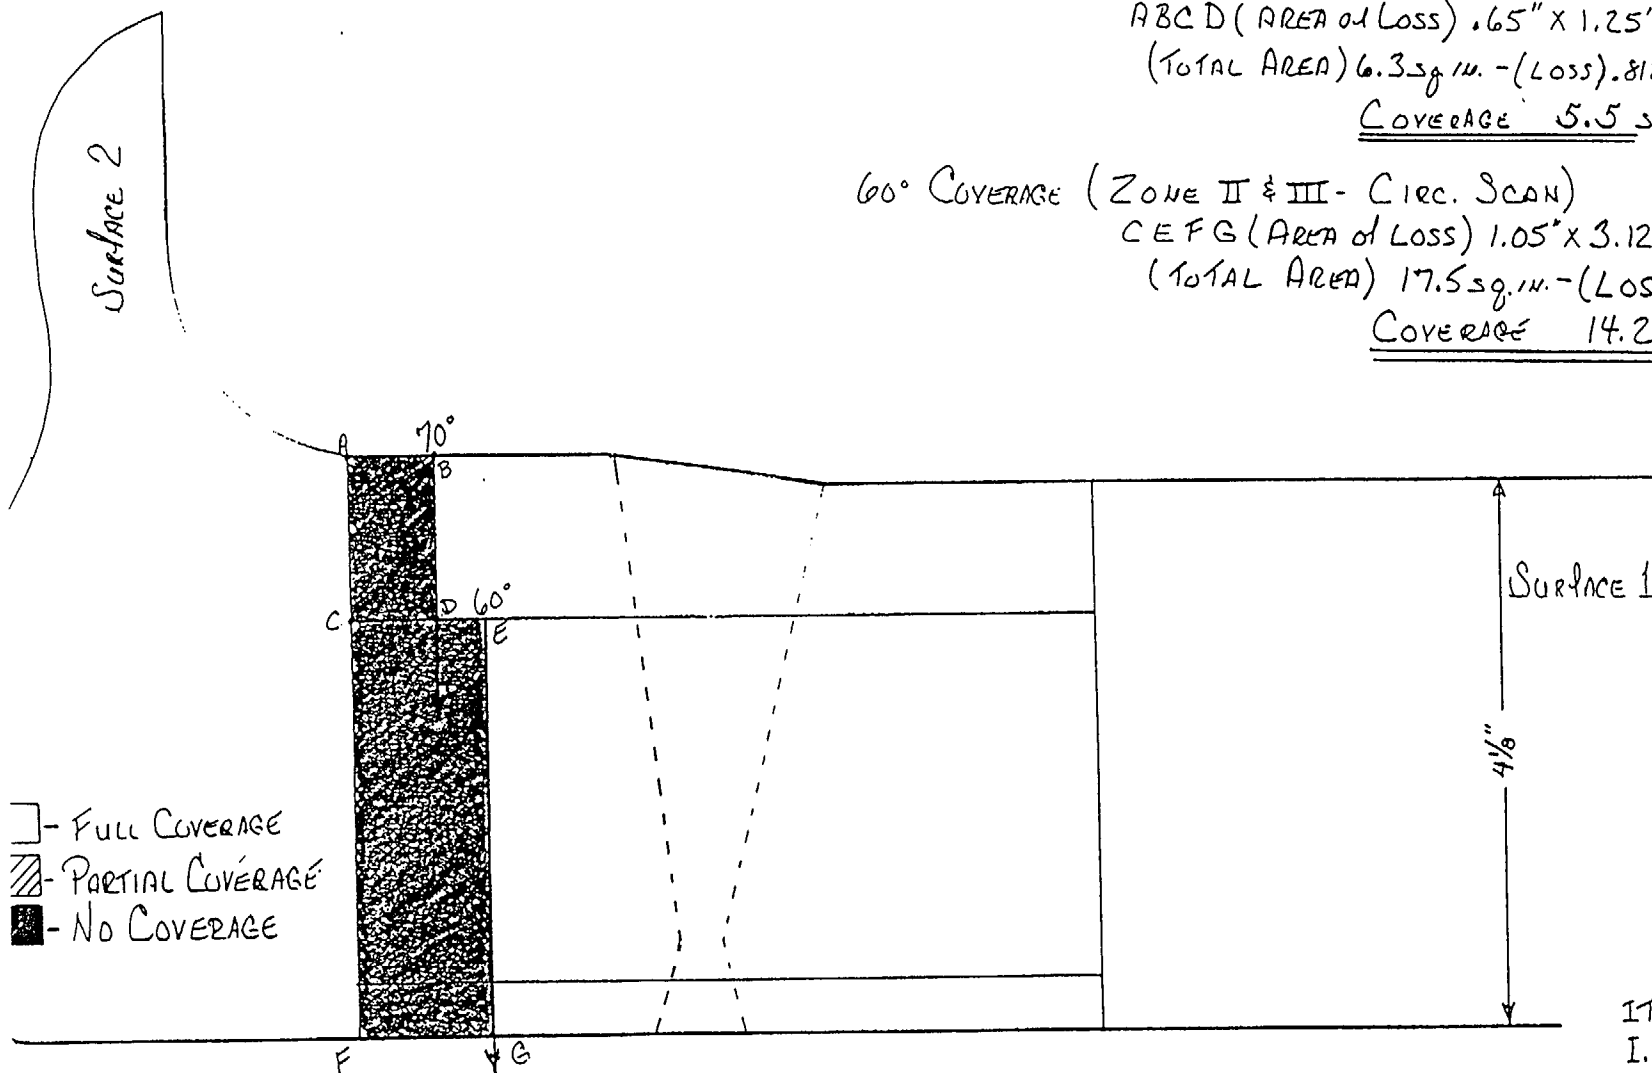 ABCD (AREA of LOSS) .65" X 1.25"
(TOTAL AREA) 6.3 sq IN. - (LOSS) .81
COVERAGE 5.5 s
60° COVERAGE (ZONE II & III - CIRC. SCAN)
CEFG (AREA of LOSS) 1.05" X 3.12
(TOTAL AREA) 17.5 sq. IN. - (LOS
COVERAGE 14.2
Surface 2
A 70°
B
C D 60°
E
Surface 1
4 1/8"
- FULL COVERAGE
- PARTIAL COVERAGE
- NO COVERAGE
F G
IT
I.